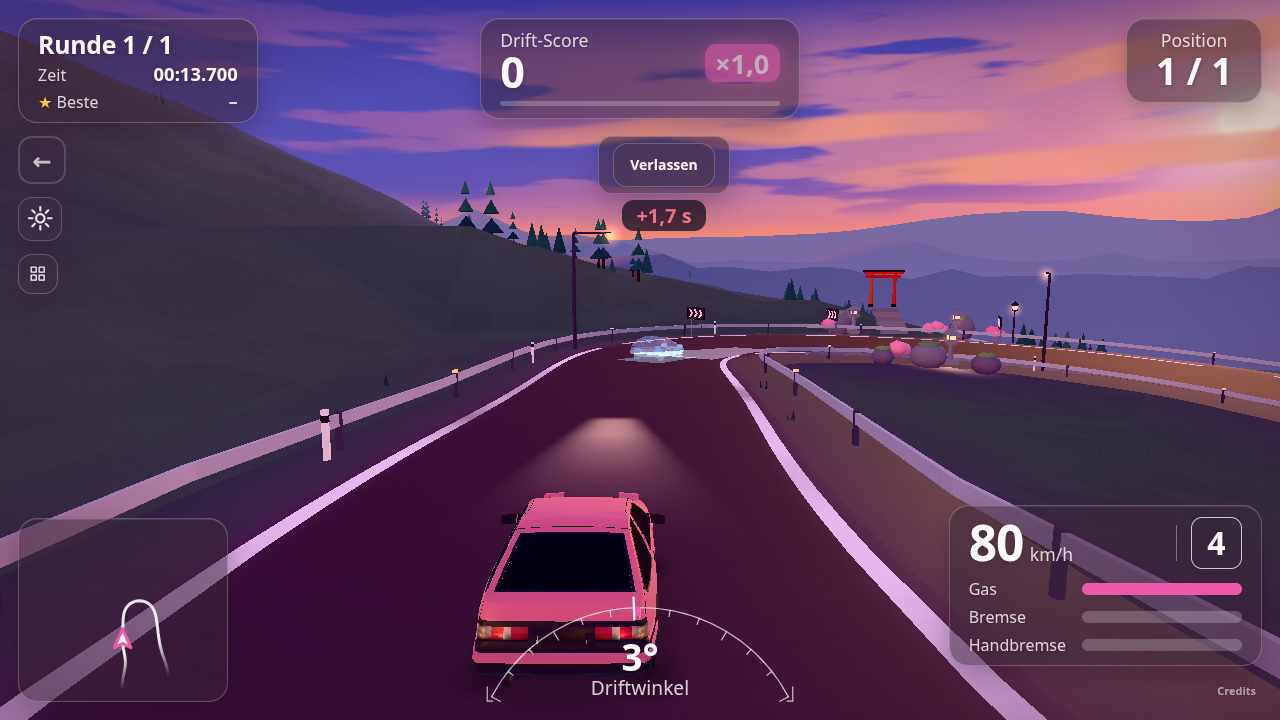 Runde 1 / 1
Zeit 00:13.700
★ Beste –
Drift-Score
0
×1,0
Position
1 / 1
←
Verlassen
+1,7 s
80 km/h
4
Gas
Bremse
Handbremse
3°
Driftwinkel
Credits